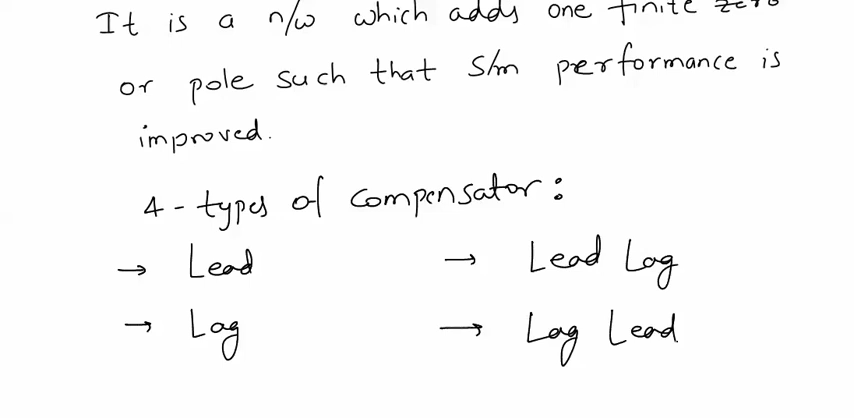 It is a n/w which adds one finite zero
or pole such that s/m performance is
improved.
4 - types of compensator :
→ Lead → Lead Lag
→ Lag → Lag Lead